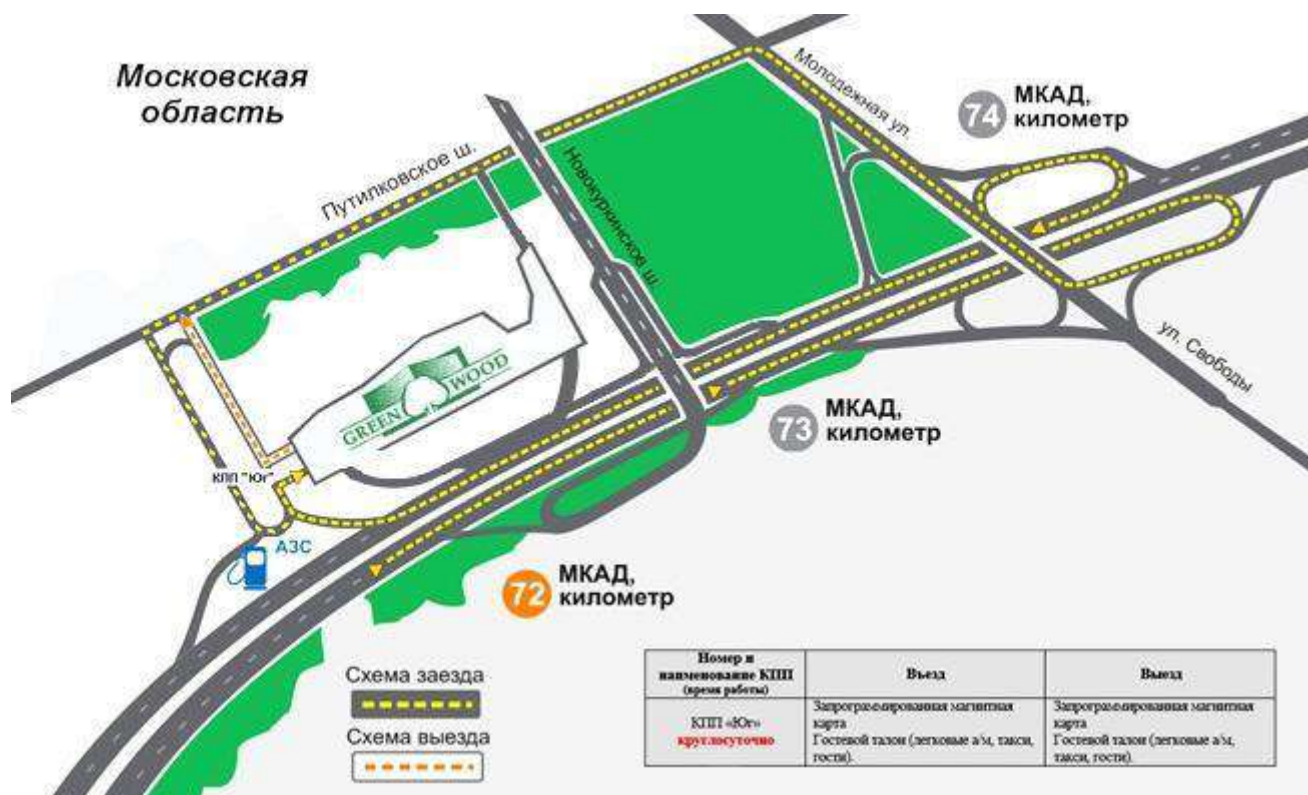 Московская
область
Путилковское ш.
Новокуркинское ш.
Молодежная ул.
74
МКАД,
километр
ул. Свободы
GREEN WOOD
КПП "Юг"
АЗС
73
МКАД,
километр
72
МКАД,
километр
Схема заезда
Схема выезда
Номер и
наименование КПП
(время работы)
Въезд
Выезд
КПП «Юг»
круглосуточно
Запрограммированная магнитная
карта
Гостевой талон (легковые а/м, такси,
гости).
Запрограммированная магнитная
карта
Гостевой талон (легковые а/м,
такси, гости).